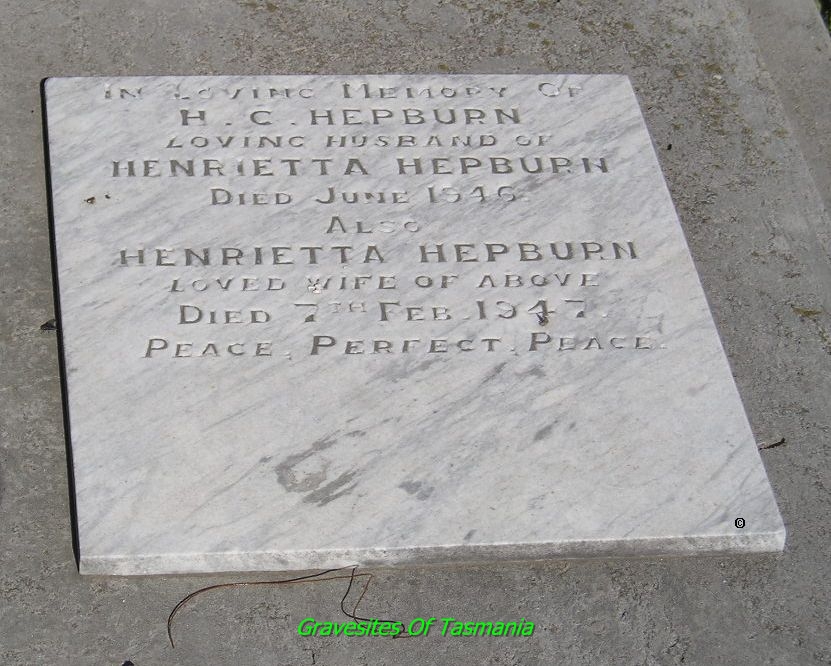 In Loving Memory Of
H. C. HEPBURN
LOVING HUSBAND OF
HENRIETTA HEPBURN
Died June 1946.
Also
HENRIETTA HEPBURN
LOVED WIFE OF ABOVE
Died 7TH Feb. 1947.
Peace, Perfect, Peace.
©
Gravesites Of Tasmania